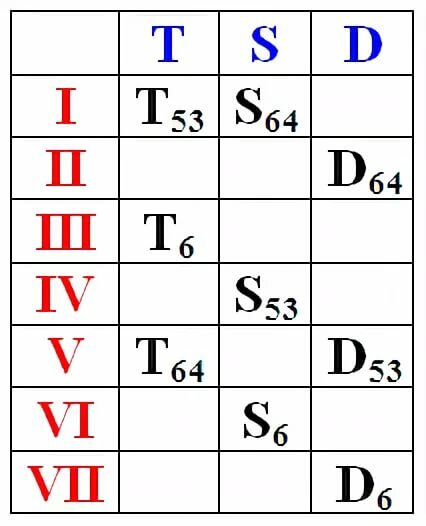 T S D
I T₅₃ S₆₄
II D₆₄
III T₆
IV S₅₃
V T₆₄ D₅₃
VI S₆
VII D₆